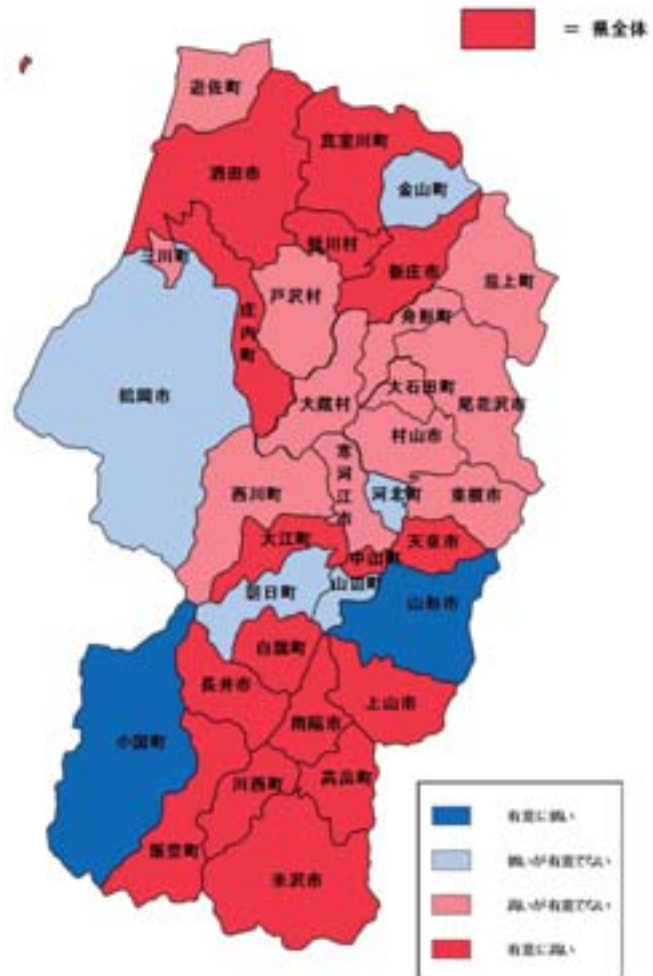 = 県全体
遊佐町
酒田市
真室川町
金山町
鮭川村
新庄市
最上町
三川町
庄内町
戸沢村
舟形町
鶴岡市
大蔵村
大石田町
尾花沢市
村山市
西川町
寒河江市
河北町
東根市
大江町
中山町
天童市
朝日町
山辺町
山形市
白鷹町
長井市
南陽市
上山市
小国町
川西町
高畠町
飯豊町
米沢市
有意に低い
低いが有意でない
高いが有意でない
有意に高い